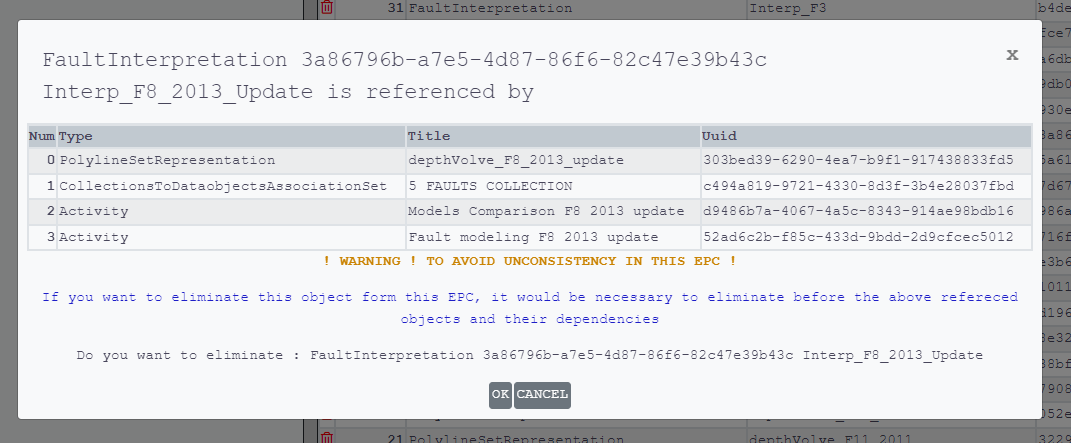 31 FaultInterpretation Interp_F3
FaultInterpretation 3a86796b-a7e5-4d87-86f6-82c47e39b43c
Interp_F8_2013_Update is referenced by
x
Num Type Title Uuid
0 PolylineSetRepresentation depthVolve_F8_2013_update 303bed39-6290-4ea7-b9f1-917438833fd5
1 CollectionsToDataobjectsAssociationSet 5 FAULTS COLLECTION c494a819-9721-4330-8d3f-3b4e28037fbd
2 Activity Models Comparison F8 2013 update d9486b7a-4067-4a5c-8343-914ae98bdb16
3 Activity Fault modeling F8 2013 update 52ad6c2b-f85c-433d-9bdd-2d9cfcec5012
! WARNING ! TO AVOID UNCONSISTENCY IN THIS EPC !
If you want to eliminate this object form this EPC, it would be necessary to eliminate before the above refereced
objects and their dependencies
Do you want to eliminate : FaultInterpretation 3a86796b-a7e5-4d87-86f6-82c47e39b43c Interp_F8_2013_Update
OK CANCEL
21 PolylineSetRepresentation depthVolve_F11_2011 3229